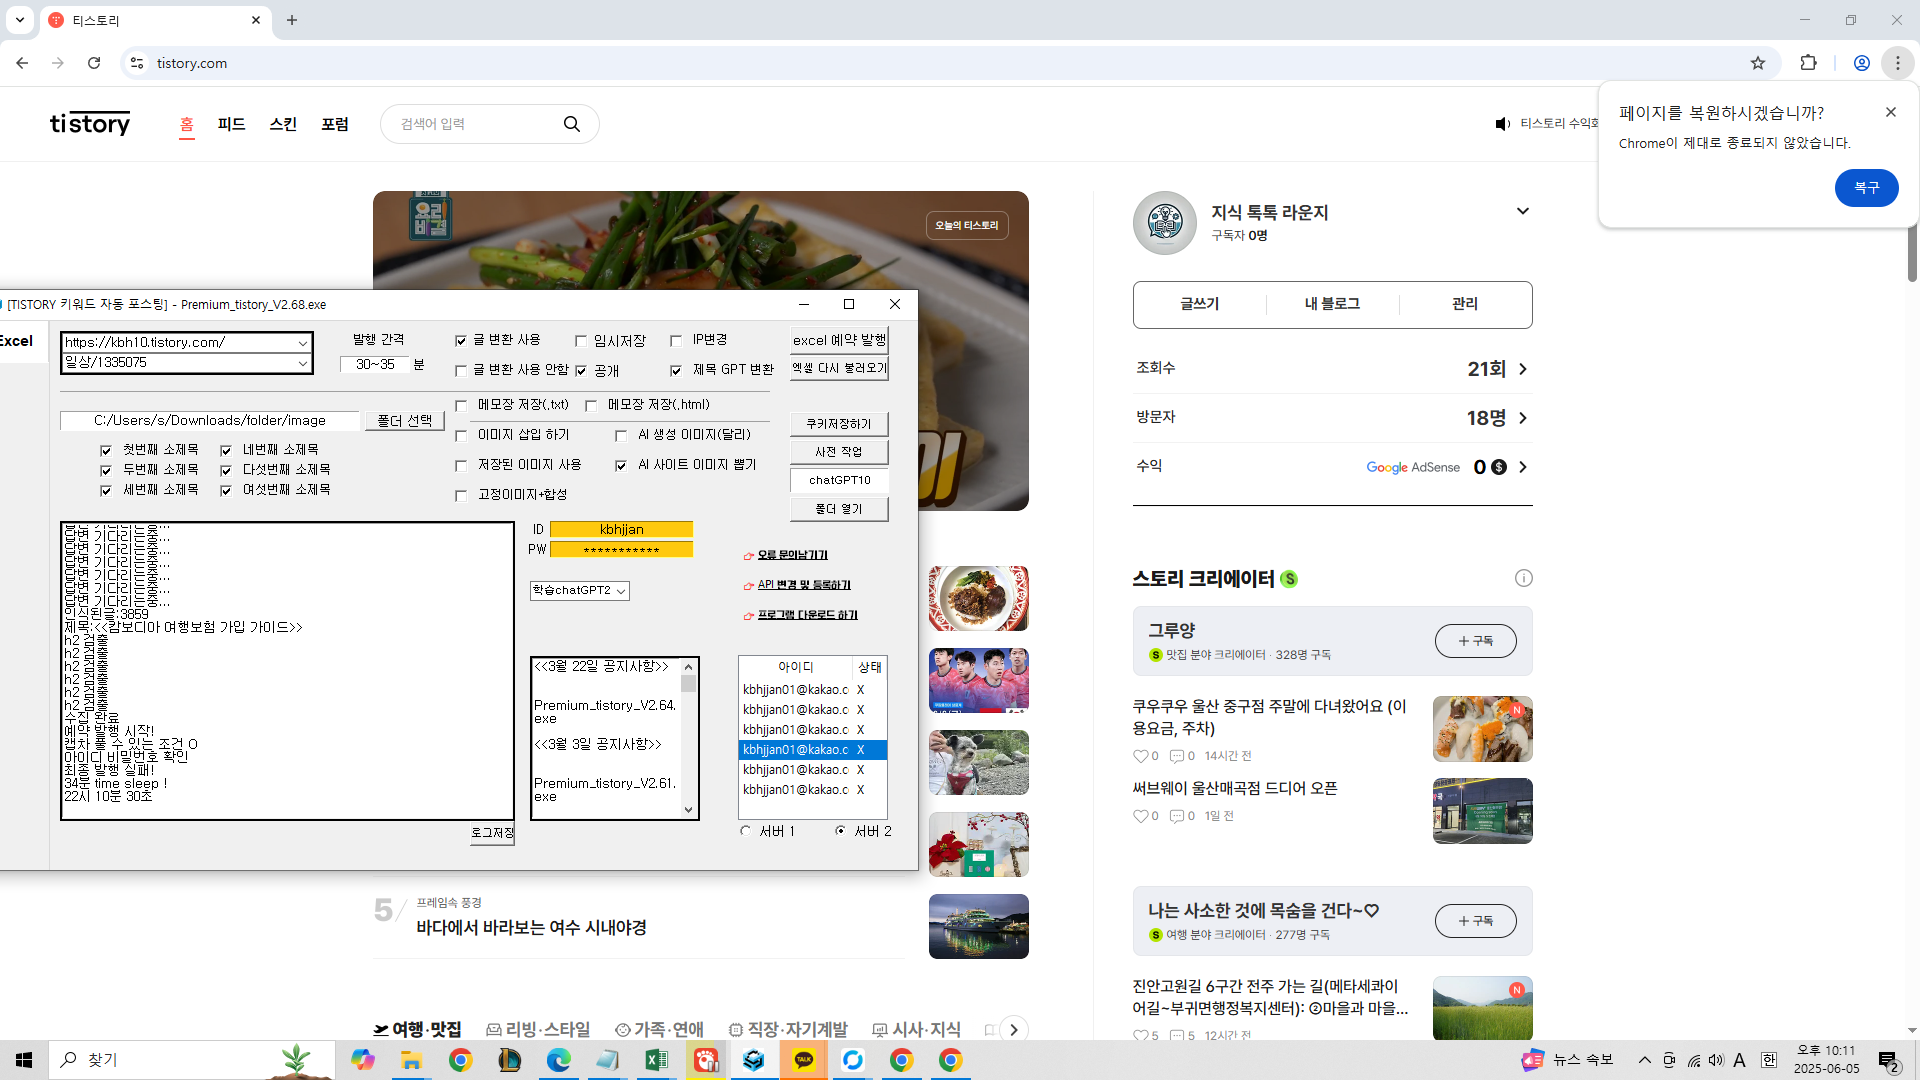 티스토리
tistory.com
tistory
홈
피드
스킨
포럼
검색어 입력
티스토리 수익화
페이지를 복원하시겠습니까?
Chrome이 제대로 종료되지 않았습니다.
복구
요리
비결
오늘의 티스토리
지식 톡톡 라운지
구독자 0명
글쓰기
내 블로그
관리
조회수
21회
방문자
18명
수익
Google AdSense
0
[TISTORY 키워드 자동 포스팅] - Premium_tistory_V2.68.exe
Excel
https://kbh10.tistory.com/
일상/1335075
발행 간격
30~35 분
글 변환 사용
임시저장
IP변경
글 변환 사용 안함
공개
제목 GPT 변환
excel 예약 발행
엑셀 다시 불러오기
메모장 저장(.txt)
메모장 저장(.html)
C:/Users/s/Downloads/folder/image
폴더 선택
이미지 삽입 하기
AI 생성 이미지(달리)
저장된 이미지 사용
AI 사이트 이미지 뽑기
고정이미지+합성
첫번째 소제목
네번째 소제목
두번째 소제목
다섯번째 소제목
세번째 소제목
여섯번째 소제목
쿠키저장하기
사전 작업
chatGPT10
폴더 열기
답변 기다리는중...
답변 기다리는중...
답변 기다리는중...
답변 기다리는중...
답변 기다리는중...
답변 기다리는중...
답변 기다리는중...
인식된글:3859
제목:<<캄보디아 여행보험 가입 가이드>>
h2 검출
h2 검출
h2 검출
h2 검출
h2 검출
h2 검출
수집 완료
예약 발행 시작!
캡차 풀 수 있는 조건 O
아이디 비밀번호 확인
최종 발행 실패!
34분 time sleep !
22시 10분 30초
로그저장
ID kbhjjan
PW ***********
학습chatGPT2
오류 문의남기기
API 변경 및 등록하기
프로그램 다운로드 하기
<<3월 22일 공지사항>>
Premium_tistory_V2.64.
exe
<<3월 3일 공지사항>>
Premium_tistory_V2.61.
exe
아이디 상태
kbhjjan01@kakao.c X
kbhjjan01@kakao.c X
kbhjjan01@kakao.c X
kbhjjan01@kakao.c X
kbhjjan01@kakao.c X
kbhjjan01@kakao.c X
서버 1
서버 2
스토리 크리에이터 S
그루양
S 맛집 분야 크리에이터 · 328명 구독
+ 구독
쿠우쿠우 울산 중구점 주말에 다녀왔어요 (이
용요금, 주차)
0 0 14시간 전
N
써브웨이 울산매곡점 드디어 오픈
0 0 1일 전
나는 사소한 것에 목숨을 건다~♡
S 여행 분야 크리에이터 · 277명 구독
+ 구독
진안고원길 6구간 전주 가는 길(메타세콰이
어길~부귀면행정복지센터): ②마을과 마을...
5 5 12시간 전
N
5
프레임속 풍경
바다에서 바라보는 여수 시내야경
여행·맛집
리빙·스타일
가족·연애
직장·자기계발
시사·지식
찾기
TALK
뉴스 속보
A
한
오후 10:11
2025-06-05
2